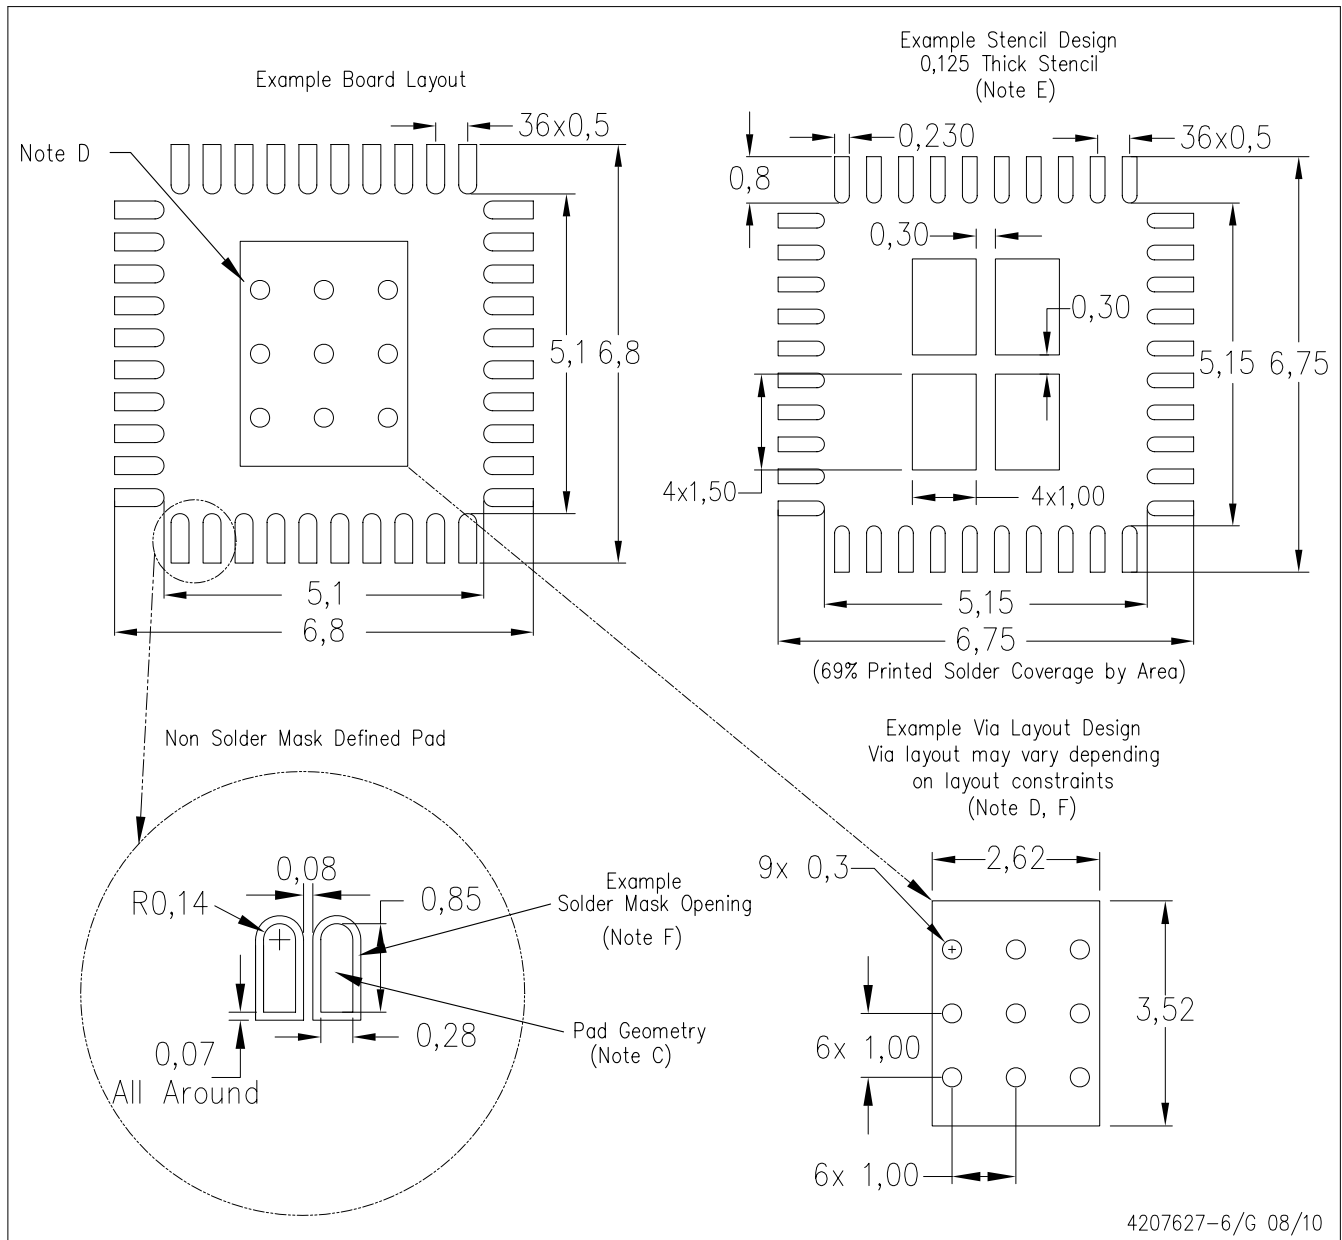 Example Board Layout
36x0,5
Note D
5,1
6,8
5,1
6,8
Example Stencil Design
0,125 Thick Stencil
(Note E)
0,230
36x0,5
0,8
0,30
0,30
5,15
6,75
4x1,50
4x1,00
5,15
6,75
(69% Printed Solder Coverage by Area)
Non Solder Mask Defined Pad
0,08
R0,14
0,85
Example
Solder Mask Opening
(Note F)
0,28
Pad Geometry
(Note C)
0,07
All Around
Example Via Layout Design
Via layout may vary depending
on layout constraints
(Note D, F)
9x 0,3
2,62
3,52
6x 1,00
6x 1,00
4207627-6/G 08/10